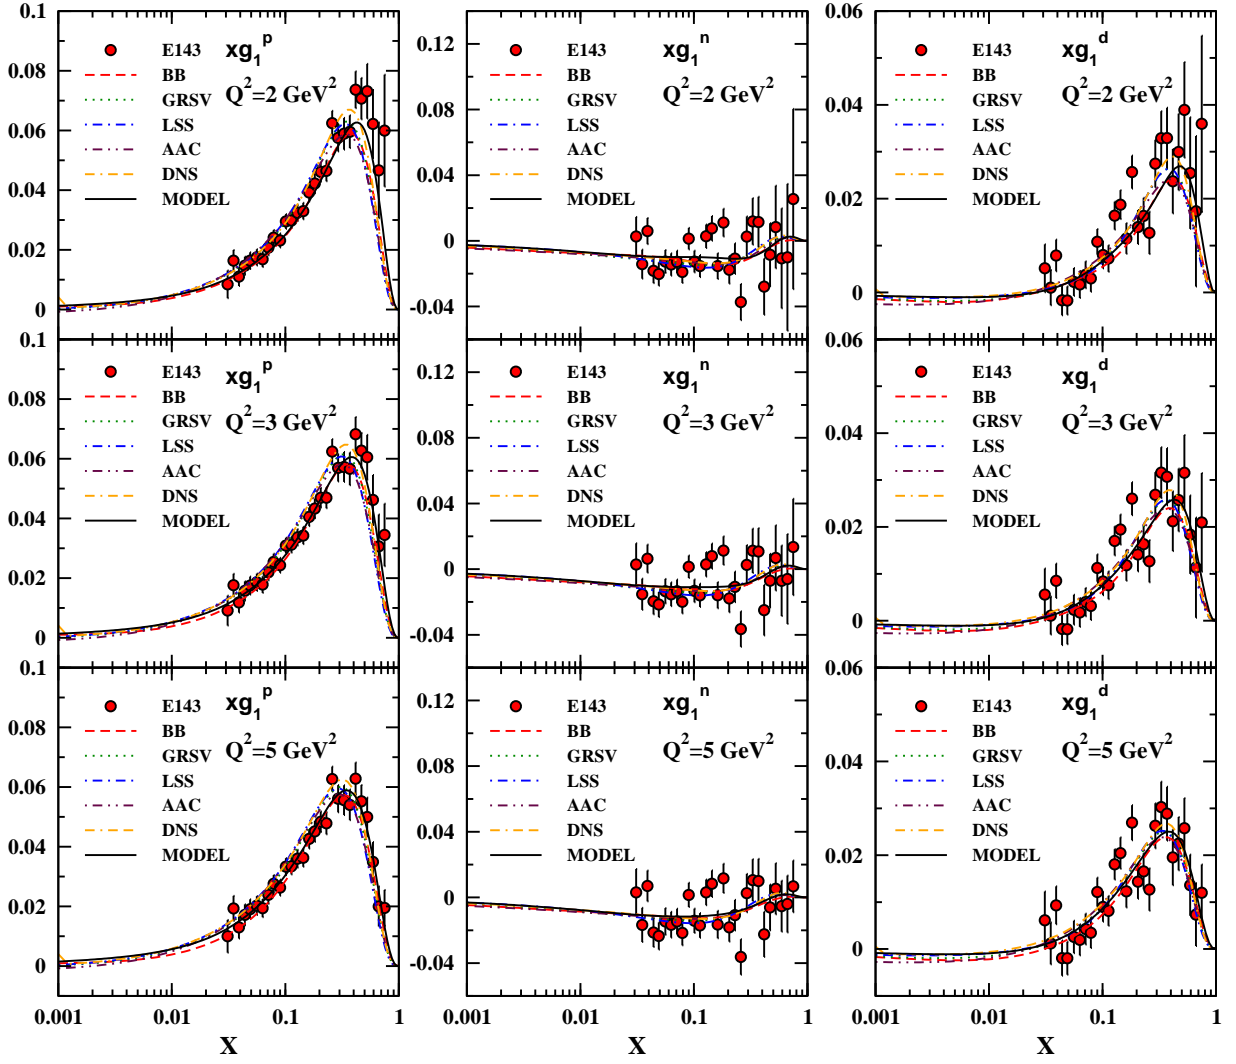 0.1
0.08
0.06
0.04
0.02
0
E143
BB
GRSV
LSS
AAC
DNS
MODEL
xg₁ᵖ
Q²=2 GeV²
0.12
0.08
0.04
0
-0.04
E143
BB
GRSV
LSS
AAC
DNS
MODEL
xg₁ⁿ
Q²=2 GeV²
0.06
0.04
0.02
0
E143
BB
GRSV
LSS
AAC
DNS
MODEL
xg₁ᵈ
Q²=2 GeV²
0.1
0.08
0.06
0.04
0.02
0
E143
BB
GRSV
LSS
AAC
DNS
MODEL
xg₁ᵖ
Q²=3 GeV²
0.12
0.08
0.04
0
-0.04
E143
BB
GRSV
LSS
AAC
DNS
MODEL
xg₁ⁿ
Q²=3 GeV²
0.06
0.04
0.02
0
E143
BB
GRSV
LSS
AAC
DNS
MODEL
xg₁ᵈ
Q²=3 GeV²
0.1
0.08
0.06
0.04
0.02
0
E143
BB
GRSV
LSS
AAC
DNS
MODEL
xg₁ᵖ
Q²=5 GeV²
0.001 0.01 0.1 1
X
0.12
0.08
0.04
0
-0.04
E143
BB
GRSV
LSS
AAC
DNS
MODEL
xg₁ⁿ
Q²=5 GeV²
0.001 0.01 0.1 1
X
0.06
0.04
0.02
0
E143
BB
GRSV
LSS
AAC
DNS
MODEL
xg₁ᵈ
Q²=5 GeV²
0.001 0.01 0.1 1
X